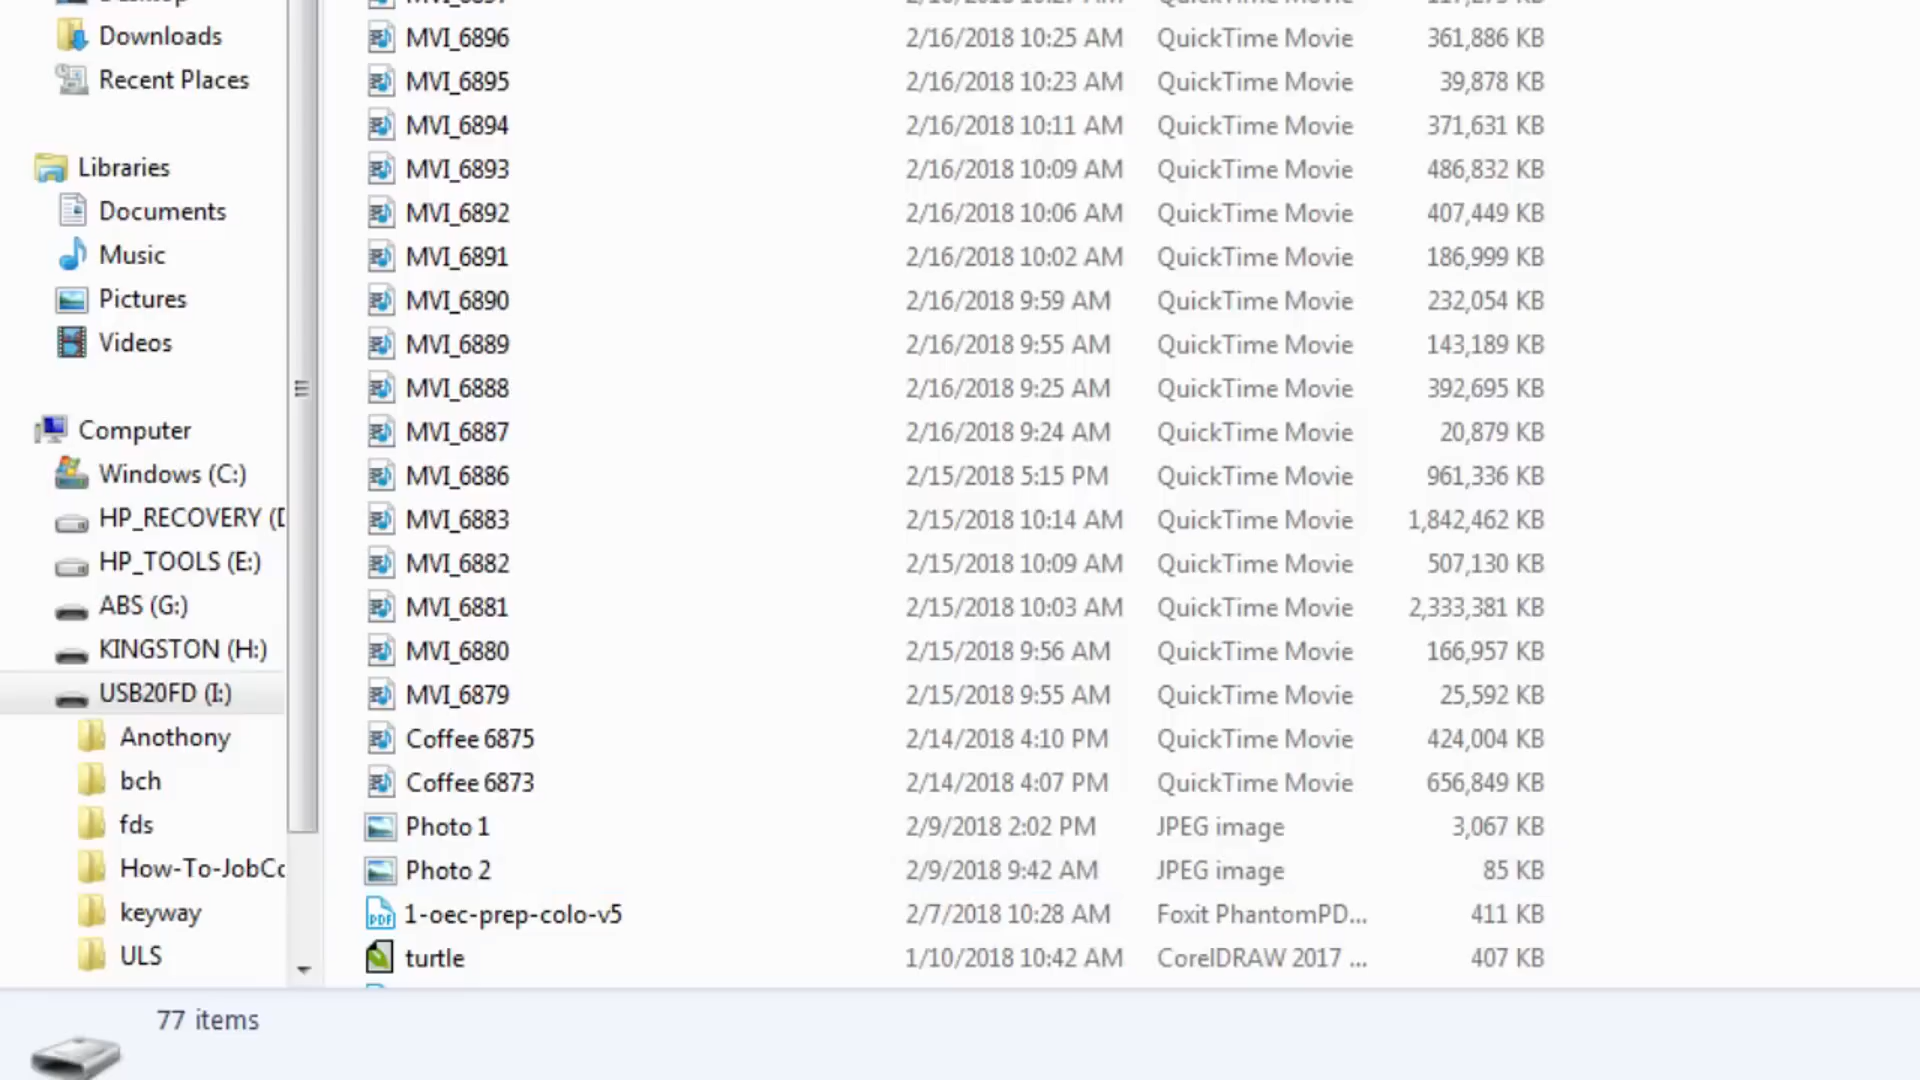 Downloads
Recent Places
Libraries
Documents
Music
Pictures
Videos
Computer
Windows (C:)
HP_RECOVERY (D
HP_TOOLS (E:)
ABS (G:)
KINGSTON (H:)
USB20FD (I:)
Anothony
bch
fds
How-To-JobCo
keyway
ULS
MVI_6896 2/16/2018 10:25 AM QuickTime Movie 361,886 KB
MVI_6895 2/16/2018 10:23 AM QuickTime Movie 39,878 KB
MVI_6894 2/16/2018 10:11 AM QuickTime Movie 371,631 KB
MVI_6893 2/16/2018 10:09 AM QuickTime Movie 486,832 KB
MVI_6892 2/16/2018 10:06 AM QuickTime Movie 407,449 KB
MVI_6891 2/16/2018 10:02 AM QuickTime Movie 186,999 KB
MVI_6890 2/16/2018 9:59 AM QuickTime Movie 232,054 KB
MVI_6889 2/16/2018 9:55 AM QuickTime Movie 143,189 KB
MVI_6888 2/16/2018 9:25 AM QuickTime Movie 392,695 KB
MVI_6887 2/16/2018 9:24 AM QuickTime Movie 20,879 KB
MVI_6886 2/15/2018 5:15 PM QuickTime Movie 961,336 KB
MVI_6883 2/15/2018 10:14 AM QuickTime Movie 1,842,462 KB
MVI_6882 2/15/2018 10:09 AM QuickTime Movie 507,130 KB
MVI_6881 2/15/2018 10:03 AM QuickTime Movie 2,333,381 KB
MVI_6880 2/15/2018 9:56 AM QuickTime Movie 166,957 KB
MVI_6879 2/15/2018 9:55 AM QuickTime Movie 25,592 KB
Coffee 6875 2/14/2018 4:10 PM QuickTime Movie 424,004 KB
Coffee 6873 2/14/2018 4:07 PM QuickTime Movie 656,849 KB
Photo 1 2/9/2018 2:02 PM JPEG image 3,067 KB
Photo 2 2/9/2018 9:42 AM JPEG image 85 KB
1-oec-prep-colo-v5 2/7/2018 10:28 AM Foxit PhantomPD... 411 KB
turtle 1/10/2018 10:42 AM CorelDRAW 2017 ... 407 KB
77 items